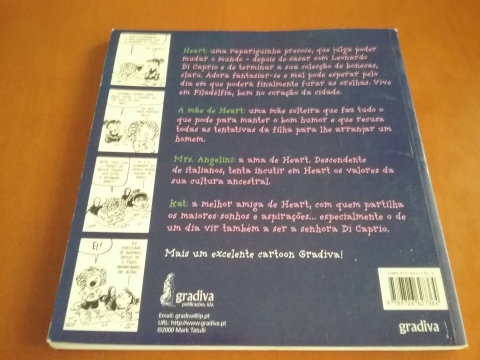 Heart: uma rapariguinha precoce, que julga poder
mudar o mundo - depois de casar com Leonardo
Di Caprio e de terminar a sua colecção de bonecas,
claro. Adora fantasiar-se e mal pode esperar pelo
dia em que poderá finalmente furar as orelhas. Vive
em Filadélfia, bem no coração da cidade.
A mãe de Heart: uma mãe solteira que faz tudo o
que pode para manter o bom humor e que recusa
todas as tentativas da filha para lhe arranjar um
homem.
Mrs. Angelini: a ama de Heart. Descendente
de italianos, tenta incutir em Heart os valores da
sua cultura ancestral.
Kat: a melhor amiga de Heart, com quem partilha
os maiores sonhos e aspirações... especialmente o de
um dia vir também a ser a senhora Di Caprio.
Mais um excelente cartoon Gradiva!
EI!
gradiva
publicações, lda.
Email: gradiva@ip.pt
URL: http://www.gradiva.pt
©2000 Mark Tatulli
gradiva